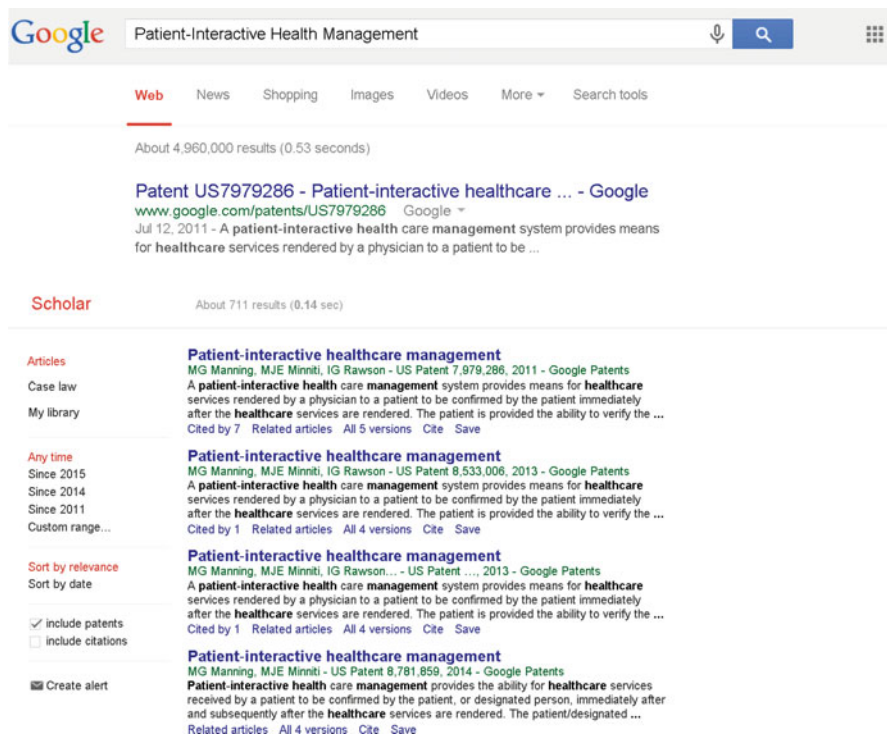 Google Patient-Interactive Health Management
Web News Shopping Images Videos More Search tools
About 4,960,000 results (0.53 seconds)
Patent US7979286 - Patient-interactive healthcare ... - Google
www.google.com/patents/US7979286 Google
Jul 12, 2011 - A patient-interactive health care management system provides means
for healthcare services rendered by a physician to a patient to be ...
Scholar About 711 results (0.14 sec)
Articles
Case law
My library
Any time
Since 2015
Since 2014
Since 2011
Custom range...
Sort by relevance
Sort by date
include patents
include citations
Create alert
Patient-interactive healthcare management
MG Manning, MJE Minniti, IG Rawson - US Patent 7,979,286, 2011 - Google Patents
A patient-interactive health care management system provides means for healthcare
services rendered by a physician to a patient to be confirmed by the patient immediately
after the healthcare services are rendered. The patient is provided the ability to verify the ...
Cited by 7 Related articles All 5 versions Cite Save
Patient-interactive healthcare management
MG Manning, MJE Minniti, IG Rawson - US Patent 8,533,006, 2013 - Google Patents
A patient-interactive health care management system provides means for healthcare
services rendered by a physician to a patient to be confirmed by the patient immediately
after the healthcare services are rendered. The patient is provided the ability to verify the ...
Cited by 1 Related articles All 4 versions Cite Save
Patient-interactive healthcare management
MG Manning, MJE Minniti, IG Rawson... - US Patent ..., 2013 - Google Patents
A patient-interactive health care management system provides means for healthcare
services rendered by a physician to a patient to be confirmed by the patient immediately
after the healthcare services are rendered. The patient is provided the ability to verify the ...
Cited by 1 Related articles All 4 versions Cite Save
Patient-interactive healthcare management
MG Manning, MJE Minniti - US Patent 8,781,859, 2014 - Google Patents
Patient-interactive health care management provides the ability for healthcare services
received by a patient to be confirmed by the patient, or designated person, immediately after
and subsequently after the healthcare services are rendered. The patient/designated ...
Related articles All 4 versions Cite Save